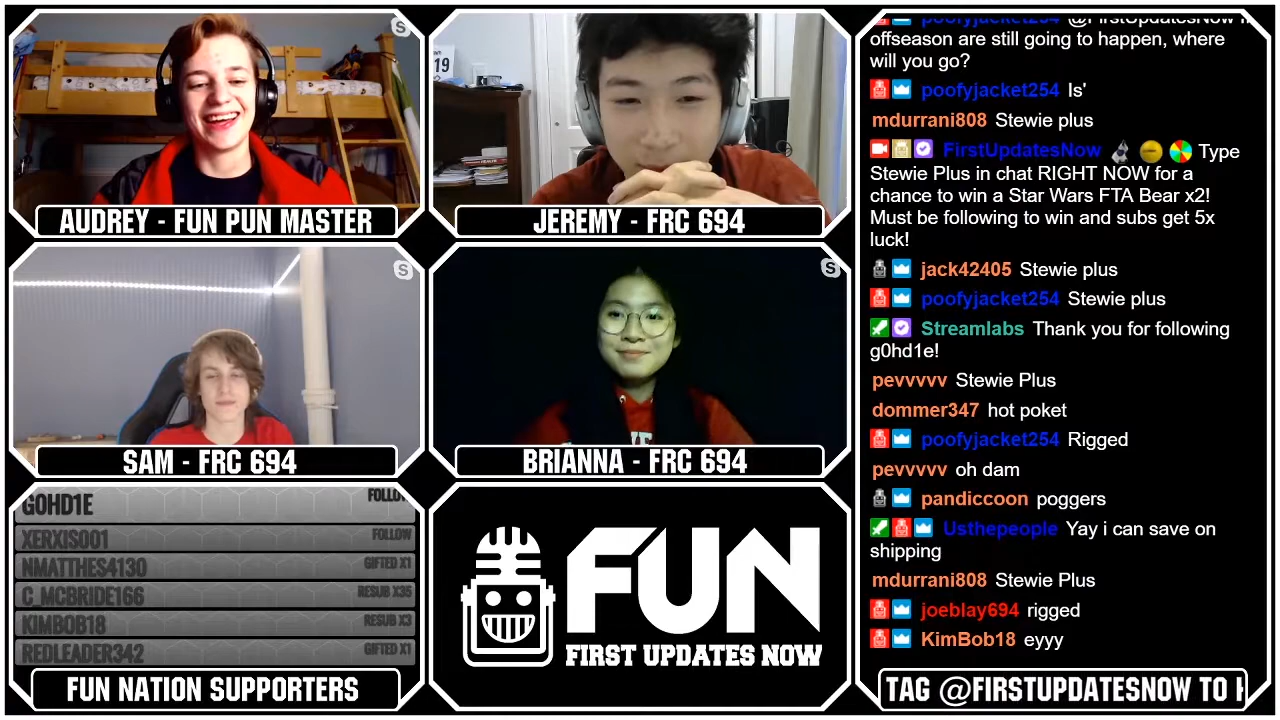 19
AUDREY - FUN PUN MASTER
JEREMY - FRC 694
SAM - FRC 694
BRIANNA - FRC 694
GOHD1E
FOLLOW
XERXIS001
FOLLOW
NMATTHES4130
GIFTED X1
C_MCBRIDE166
RESUB X35
KIMBOB18
RESUB X3
REDLEADER342
GIFTED X1
FUN NATION SUPPORTERS
FUN
FIRST UPDATES NOW
poofyjacket254 @FirstUpdatesNow
offseason are still going to happen, where
will you go?
poofyjacket254 Is'
mdurrani808 Stewie plus
FirstUpdatesNow Type
Stewie Plus in chat RIGHT NOW for a
chance to win a Star Wars FTA Bear x2!
Must be following to win and subs get 5x
luck!
jack42405 Stewie plus
poofyjacket254 Stewie plus
Streamlabs Thank you for following
g0hd1e!
pevvvvv Stewie Plus
dommer347 hot poket
poofyjacket254 Rigged
pevvvvv oh dam
pandiccoon poggers
Usthepeople Yay i can save on
shipping
mdurrani808 Stewie Plus
joeblay694 rigged
KimBob18 eyyy
TAG @FIRSTUPDATESNOW TO